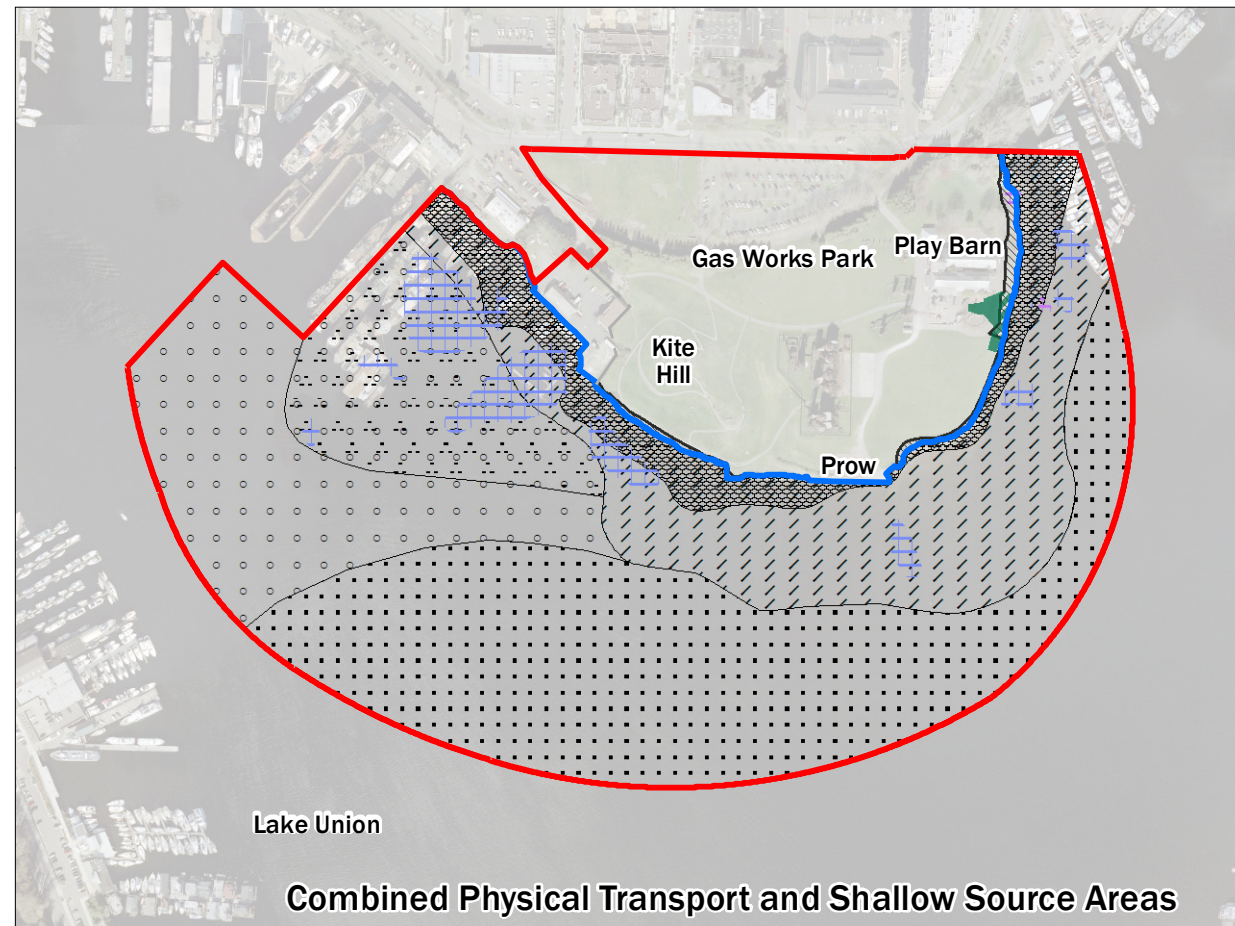 Gas Works Park
Play Barn
Kite
Hill
Prow
Lake Union
Combined Physical Transport and Shallow Source Areas